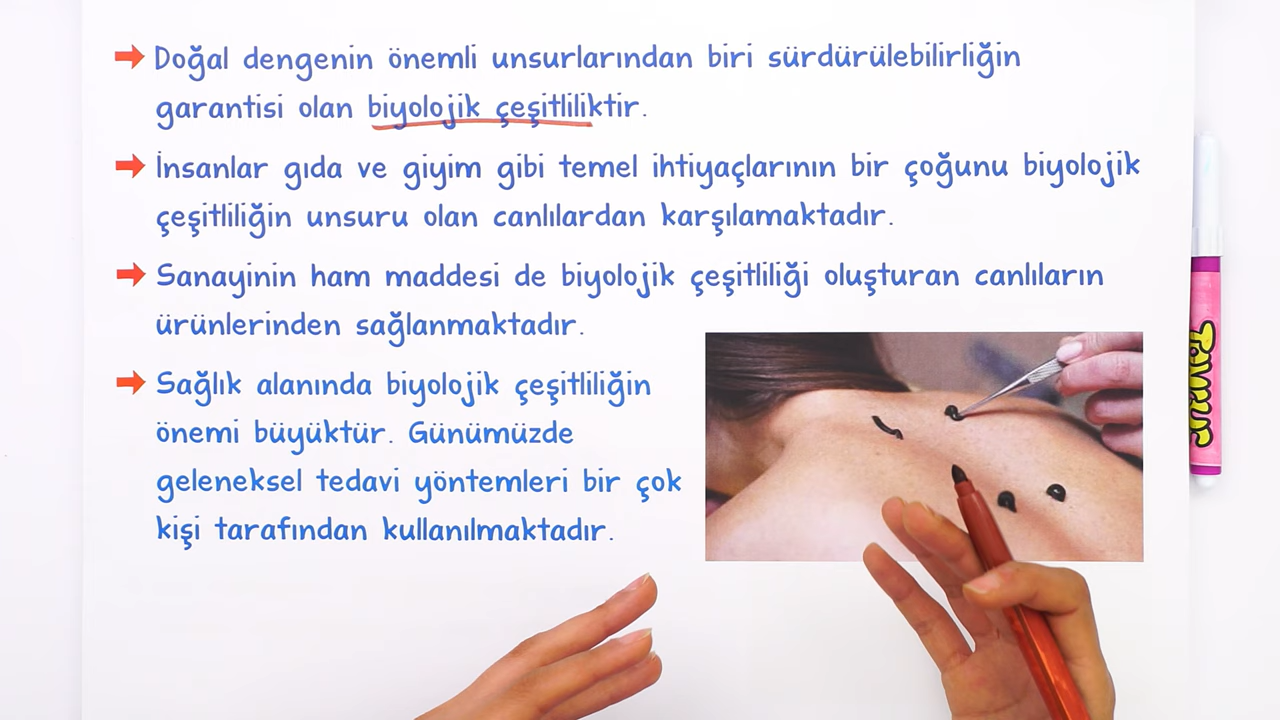 Doğal dengenin önemli unsurlarından biri sürdürülebilirliğin
garantisi olan biyolojik çeşitliliktir.
İnsanlar gıda ve giyim gibi temel ihtiyaçlarının bir çoğunu biyolojik
çeşitliliğin unsuru olan canlılardan karşılamaktadır.
Sanayinin ham maddesi de biyolojik çeşitliliği oluşturan canlıların
ürünlerinden sağlanmaktadır.
Sağlık alanında biyolojik çeşitliliğin
önemi büyüktür. Günümüzde
geleneksel tedavi yöntemleri bir çok
kişi tarafından kullanılmaktadır.